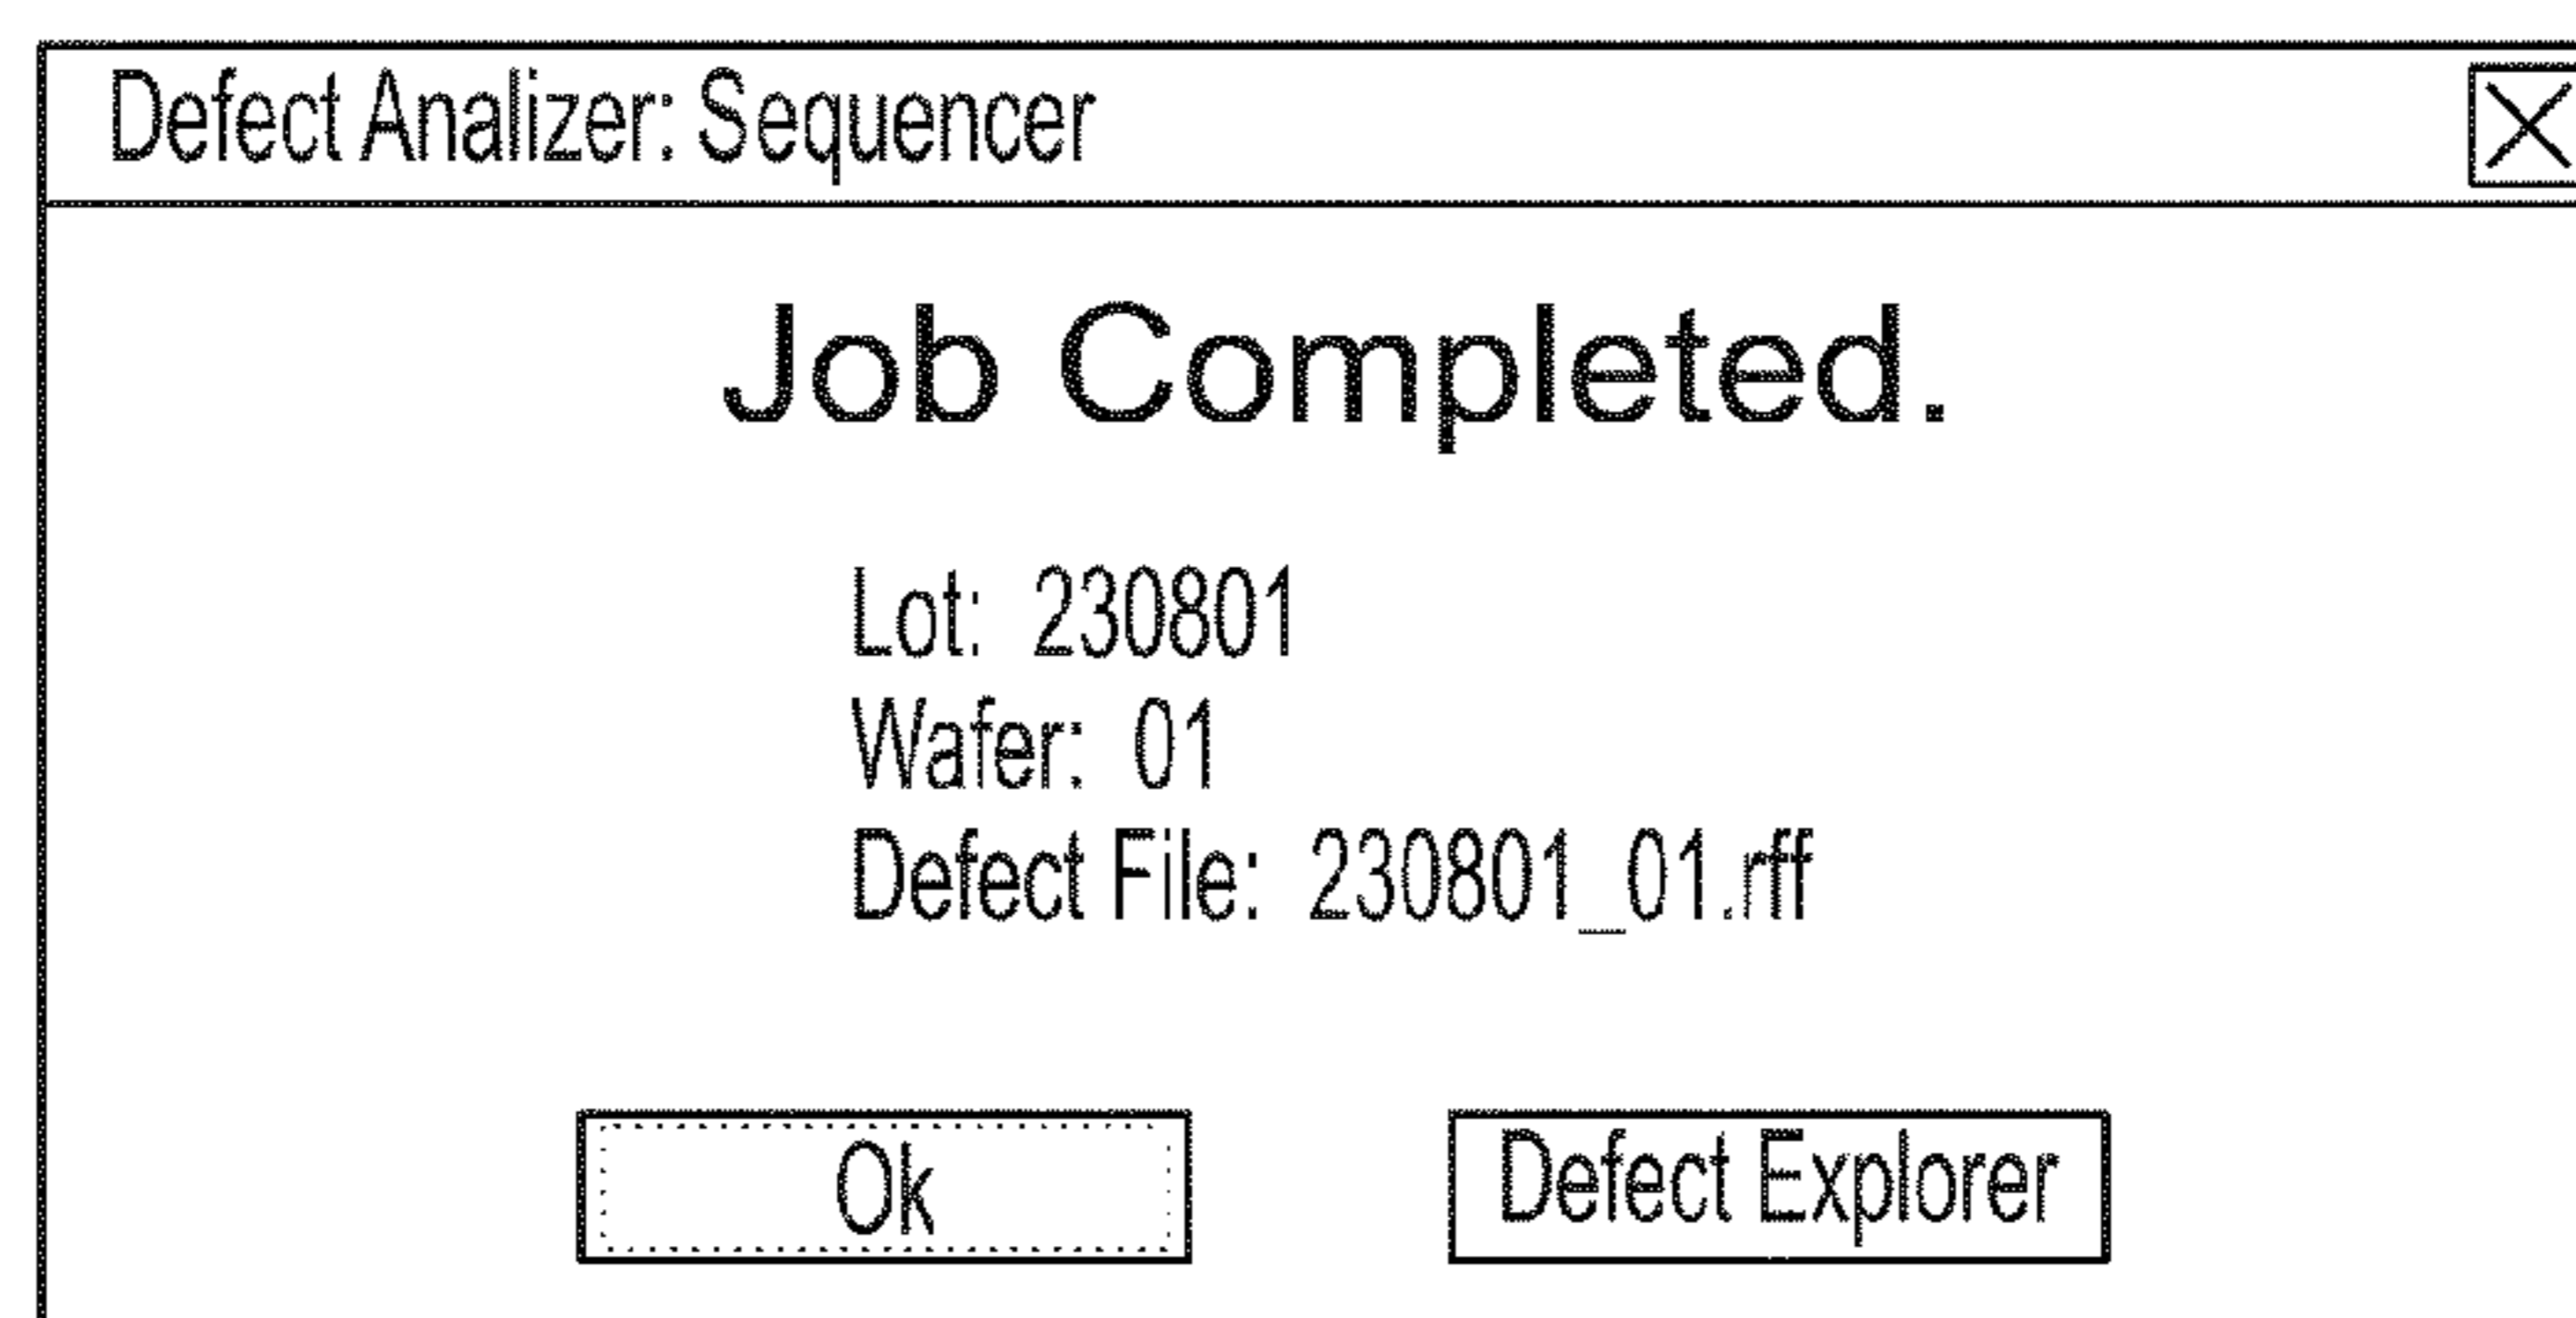 Defect Analizer: Sequencer
Job Completed.
Lot: 230801
Wafer: 01
Defect File: 230801_01.rff
Ok
Defect Explorer